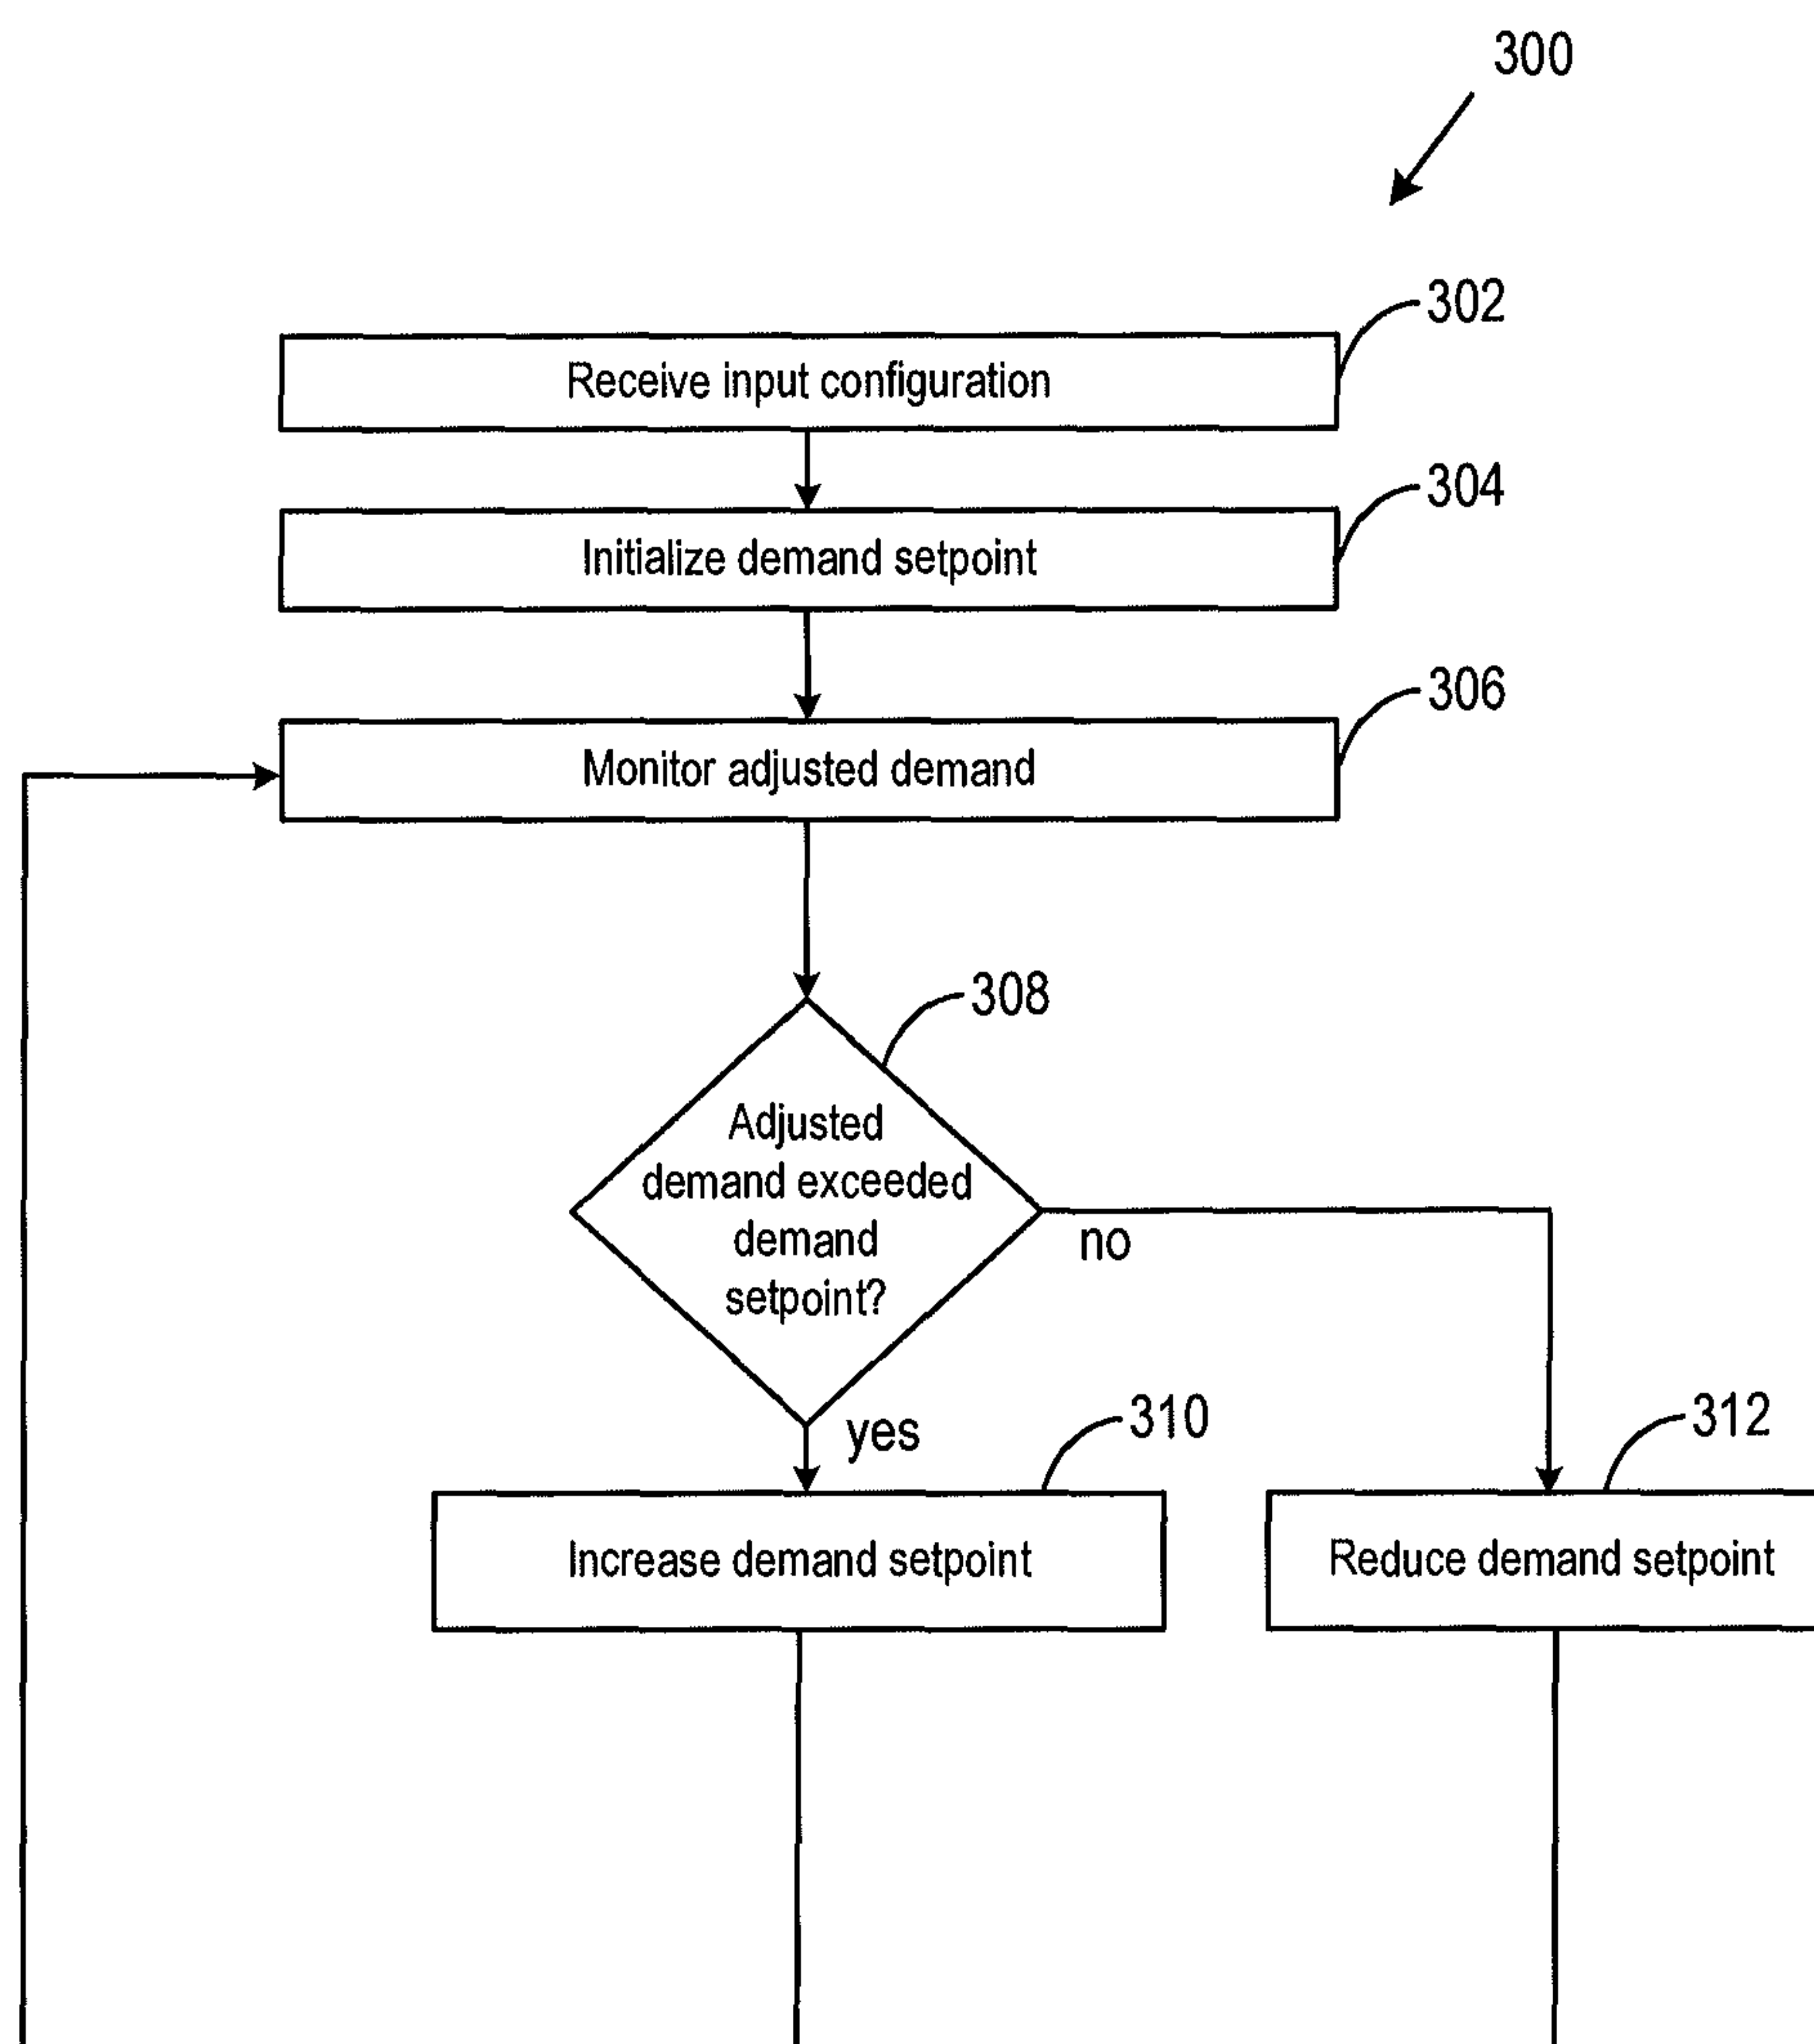 300
302
Receive input configuration
304
Initialize demand setpoint
306
Monitor adjusted demand
308
Adjusted
demand exceeded
demand
setpoint?
no
yes
310
312
Increase demand setpoint
Reduce demand setpoint